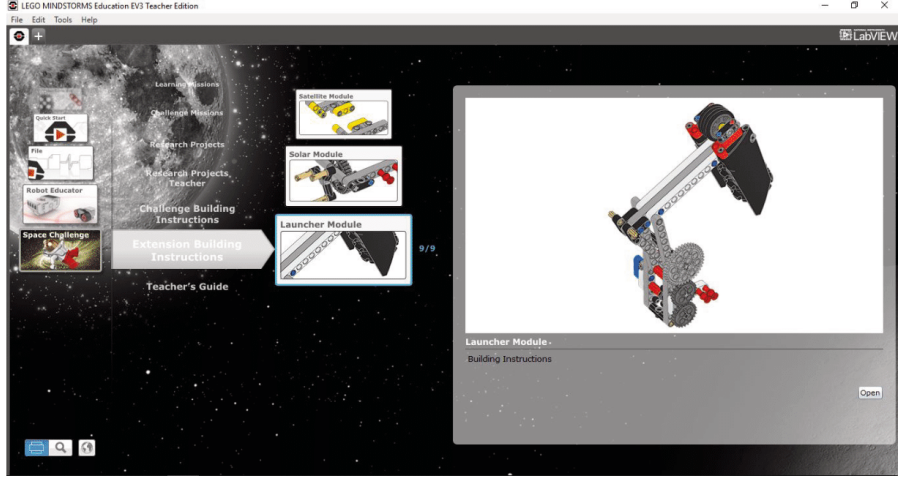 LEGO MINDSTORMS Education EV3 Teacher Edition
File Edit Tools Help
+
LabVIEW
Quick Start
File
Robot Educator
Space Challenge
Learning Missions
Challenge Missions
Research Projects
Research Projects,
Teacher
Challenge Building
Instructions
Extension Building
Instructions
Teacher's Guide
Satellite Module
Solar Module
Launcher Module
9/9
Launcher Module
Building Instructions
Open